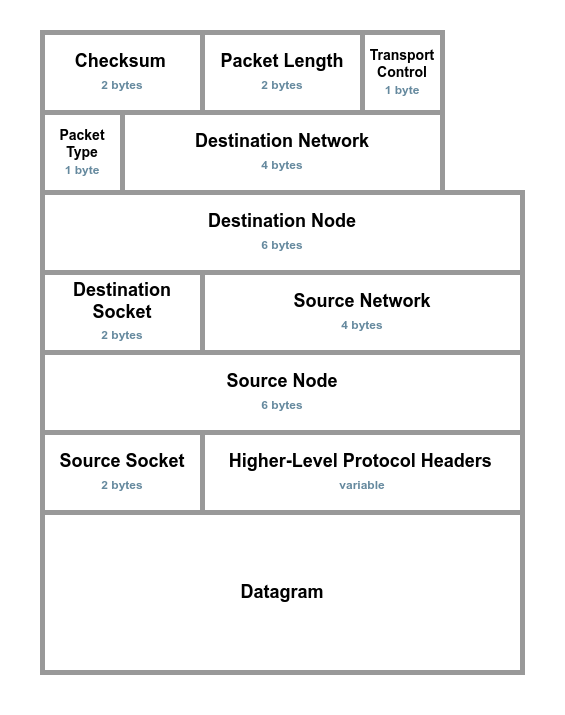 Checksum
2 bytes
Packet Length
2 bytes
Transport
Control
1 byte
Packet
Type
1 byte
Destination Network
4 bytes
Destination Node
6 bytes
Destination
Socket
2 bytes
Source Network
4 bytes
Source Node
6 bytes
Source Socket
2 bytes
Higher-Level Protocol Headers
variable
Datagram